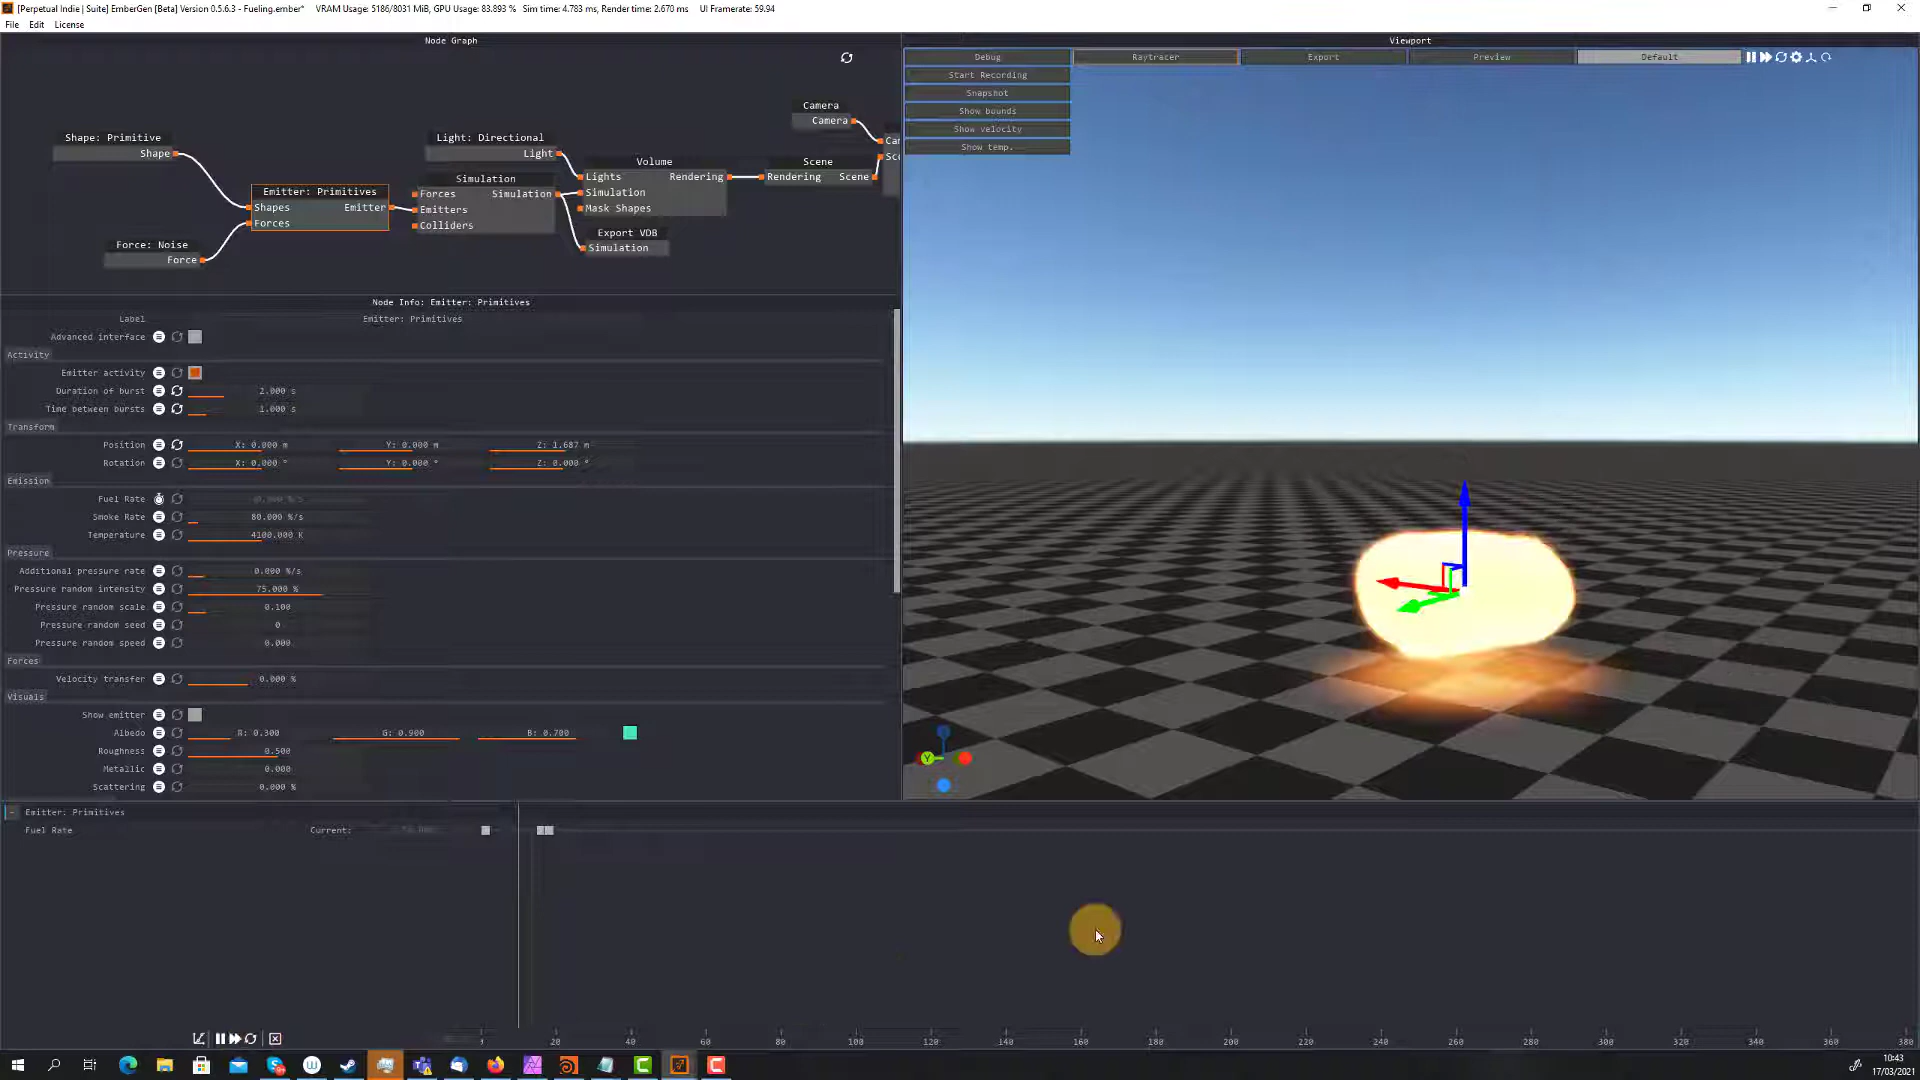 [Perpetual Indie | Suite] EmberGen [Beta] Version 0.5.6.3 - Fueling.ember* VRAM Usage: 5186/8031 MiB, GPU Usage: 83.893 % Sim time: 4.783 ms, Render time: 2.670 ms UI Framerate: 59.94
File Edit License
Node Graph
Viewport
Debug Raytracer Export Preview Default
Start Recording
Snapshot
Show bounds
Show velocity
Show temp.
Camera
Camera
Shape: Primitive
Shape
Light: Directional
Light
Volume
Lights Rendering
Simulation
Mask Shapes
Scene
Rendering Scene
Simulation
Forces Simulation
Emitters
Colliders
Emitter: Primitives
Shapes Emitter
Forces
Export VDB
Simulation
Force: Noise
Force
Node Info: Emitter: Primitives
Label Emitter: Primitives
Advanced interface
Activity
Emitter activity
Duration of burst 2.000 s
Time between bursts 1.000 s
Transform
Position X: 0.000 m Y: 0.000 m Z: 1.687 m
Rotation X: 0.000 ° Y: 0.000 ° Z: 0.000 °
Emission
Fuel Rate
Smoke Rate 80.000 %/s
Temperature 4100.000 K
Pressure
Additional pressure rate 0.000 %/s
Pressure random intensity 75.000 %
Pressure random scale 0.100
Pressure random seed 0
Pressure random speed 0.000
Forces
Velocity transfer 0.000 %
Visuals
Show emitter
Albedo R: 0.300 G: 0.900 B: 0.700
Roughness 0.500
Metallic 0.000
Scattering 0.000 %
Y
Emitter: Primitives
Fuel Rate Current:
20 40 60 80 100 120 140 160 180 200 220 240 260 280 300 320 340 360 380
10:43
17/03/2021